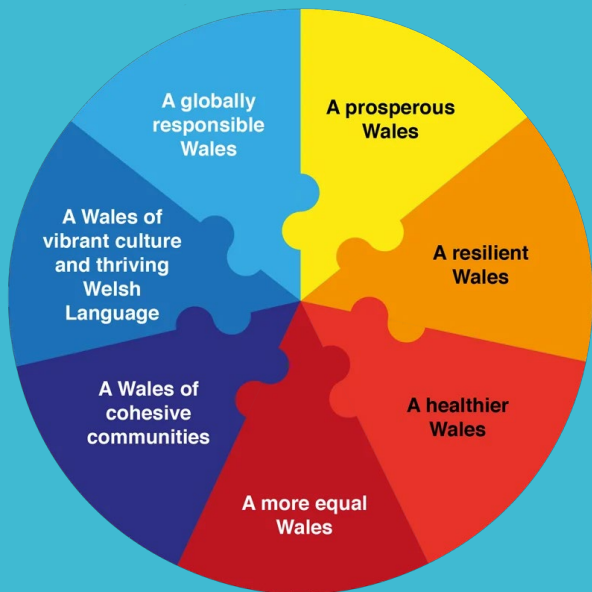 A globally
responsible
Wales
A prosperous
Wales
A Wales of
vibrant culture
and thriving
Welsh
Language
A resilient
Wales
A Wales of
cohesive
communities
A healthier
Wales
A more equal
Wales